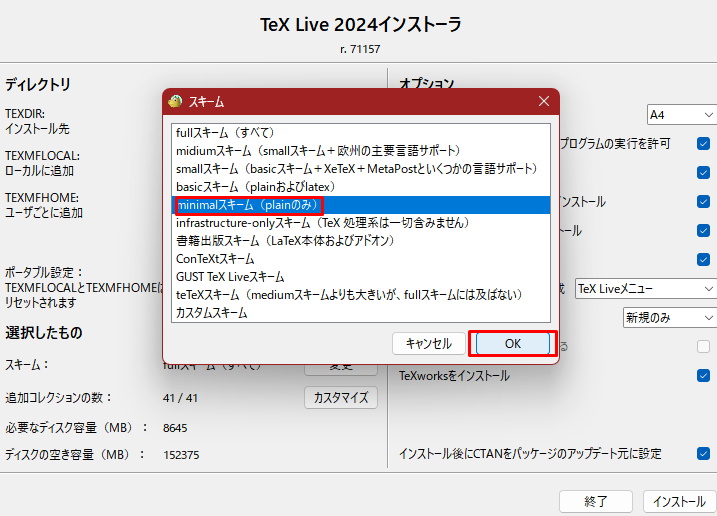 TeX Live 2024インストーラ
r. 71157
ディレクトリ
TEXDIR:
インストール先
TEXMFLOCAL:
ローカルに追加
TEXMFHOME:
ユーザごとに追加
ポータブル設定：
TEXMFLOCALとTEXMFHOMEに
リセットされます
選択したもの
スキーム：
fullスキーム（すべて）
変更
追加コレクションの数：
41 / 41
カスタマイズ
必要なディスク容量（MB）：
8645
ディスクの空き容量（MB）：
152375
スキーム
fullスキーム（すべて）
midiumスキーム（smallスキーム＋欧州の主要言語サポート）
smallスキーム（basicスキーム＋XeTeX＋MetaPostといくつかの言語サポート）
basicスキーム（plainおよびlatex）
minimalスキーム（plainのみ）
infrastructure-onlyスキーム（TeX 処理系は一切含みません）
書籍出版スキーム（LaTeX本体およびアドオン）
ConTeXtスキーム
GUST TeX Liveスキーム
teTeXスキーム（mediumスキームよりも大きいが、fullスキームには及ばない）
カスタムスキーム
キャンセル
OK
オプション
A4
プログラムの実行を許可
ンストール
ール
成
TeX Liveメニュー
新規のみ
る
TeXworksをインストール
インストール後にCTANをパッケージのアップデート元に設定
終了
インストール